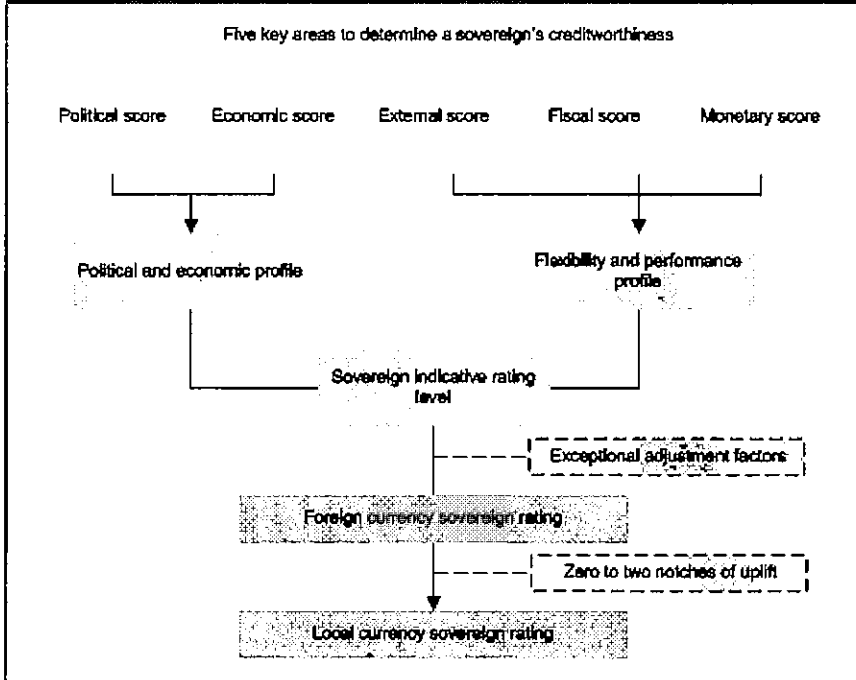 Five key areas to determine a sovereign's creditworthiness
Political score Economic score External score Fiscal score Monetary score
Political and economic profile
Flexibility and performance
profile
Sovereign indicative rating
level
Exceptional adjustment factors
Foreign currency sovereign rating
Zero to two notches of uplift
Local currency sovereign rating